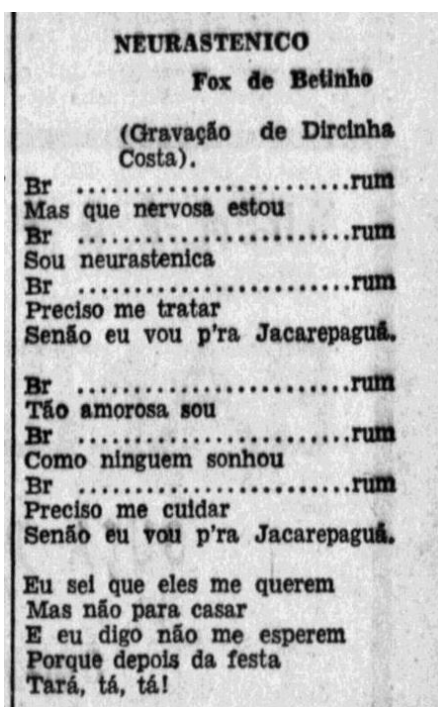 NEURASTENICO
Fox de Betinho
(Gravação de Dircinha
Costa).
Br ........................rum
Mas que nervosa estou
Br ........................rum
Sou neurastenica
Br ........................rum
Preciso me tratar
Senão eu vou p'ra Jacarepaguá.
Br ........................rum
Tão amorosa sou
Br ........................rum
Como ninguem sonhou
Br ........................rum
Preciso me cuidar
Senão eu vou p'ra Jacarepaguá.
Eu sei que eles me querem
Mas não para casar
E eu digo não me esperem
Porque depois da festa
Tará, tá, tá!